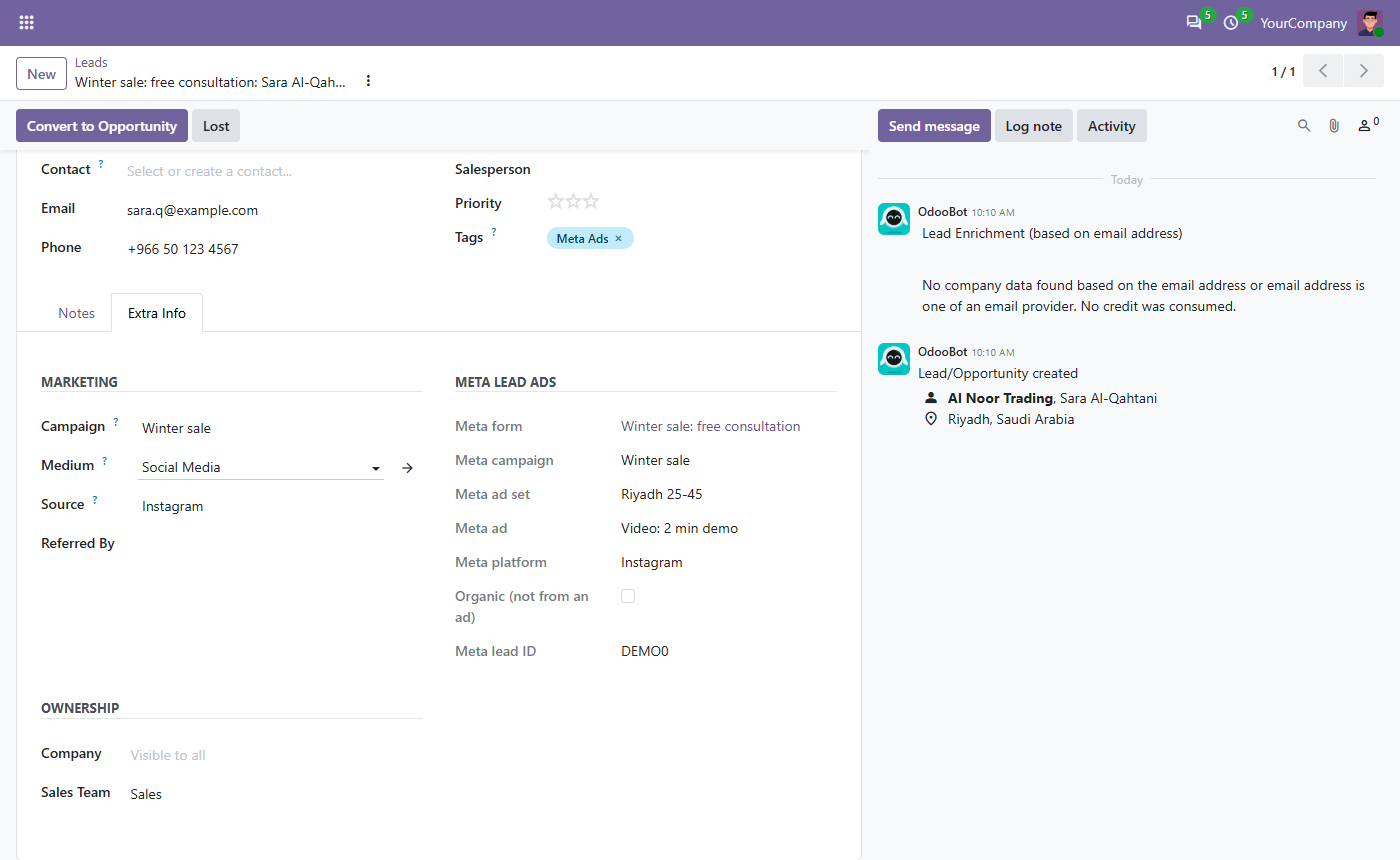 5
5
YourCompany
New
Leads
Winter sale: free consultation: Sara Al-Qah...
1 / 1
Convert to Opportunity
Lost
Send message
Log note
Activity
0
Contact ?
Select or create a contact...
Email
sara.q@example.com
Phone
+966 50 123 4567
Salesperson
Priority
Tags ?
Meta Ads ×
Notes
Extra Info
MARKETING
Campaign ?
Winter sale
Medium ?
Social Media
Source ?
Instagram
Referred By
META LEAD ADS
Meta form
Winter sale: free consultation
Meta campaign
Winter sale
Meta ad set
Riyadh 25-45
Meta ad
Video: 2 min demo
Meta platform
Instagram
Organic (not from an
ad)
Meta lead ID
DEMO0
OWNERSHIP
Company
Visible to all
Sales Team
Sales
Today
OdooBot 10:10 AM
Lead Enrichment (based on email address)
No company data found based on the email address or email address is
one of an email provider. No credit was consumed.
OdooBot 10:10 AM
Lead/Opportunity created
Al Noor Trading, Sara Al-Qahtani
Riyadh, Saudi Arabia